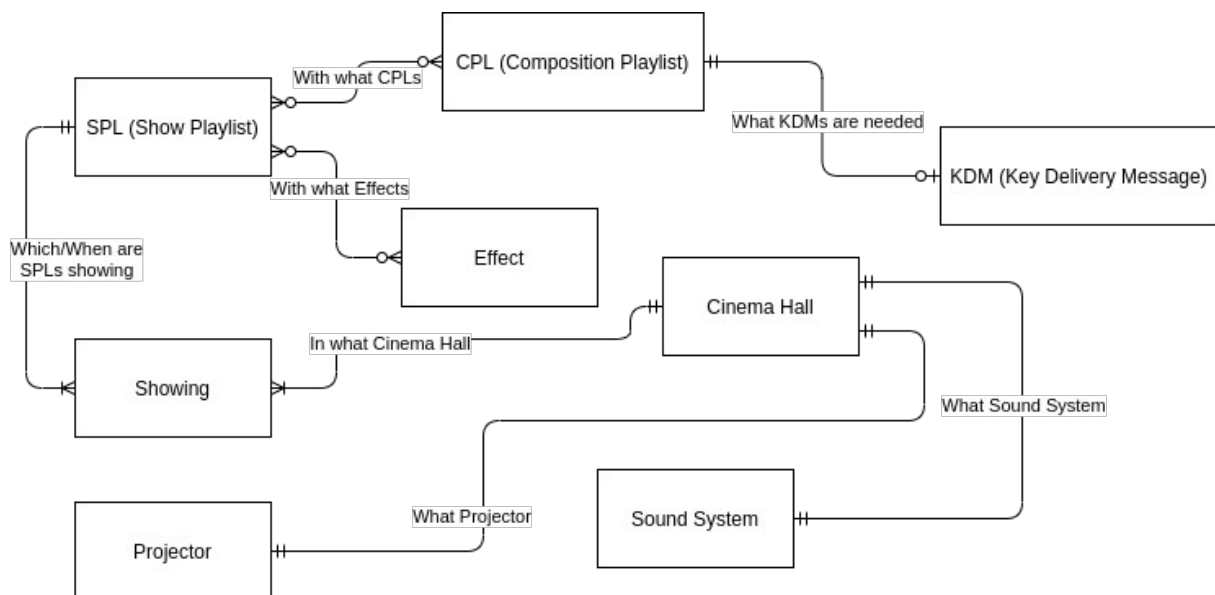 CPL (Composition Playlist)
With what CPLs
SPL (Show Playlist)
What KDMs are needed
KDM (Key Delivery Message)
With what Effects
Which/When are
SPLs showing
Effect
Cinema Hall
In what Cinema Hall
Showing
What Sound System
What Projector
Sound System
Projector